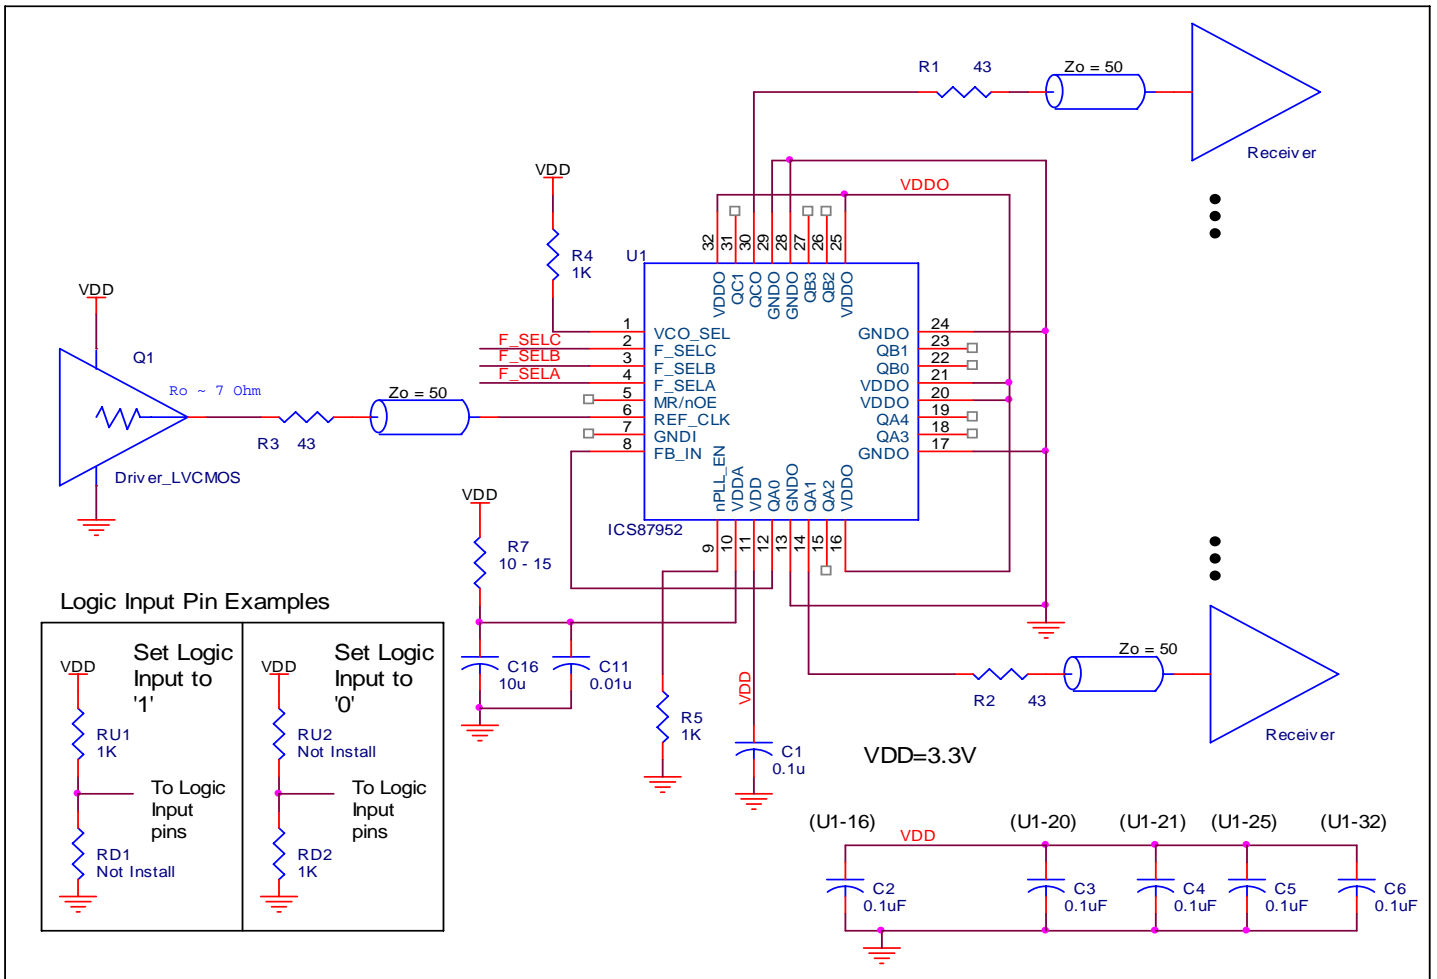 R1 43
Zo = 50
Receiver
VDD
R4
1K
VDDO
U1
32
31
30
29
28
27
26
25
VDDO
QC1
QCO
GNDO
GNDO
QB3
QB2
VDDO
1 VCO_SEL
F_SELC 2 F_SELC
F_SELB 3 F_SELB
F_SELA 4 F_SELA
5 MR/nOE
6 REF_CLK
7 GNDI
8 FB_IN
GNDO 24
QB1 23
QB0 22
VDDO 21
VDDO 20
QA4 19
QA3 18
GNDO 17
nPLL_EN
VDDA
VDD
QA0
GNDO
QA1
QA2
VDDO
9
10
11
12
13
14
15
16
ICS87952
VDD
Q1
Ro ~ 7 Ohm
R3 43
Zo = 50
Driver_LVCMOS
VDD
R7
10 - 15
C16
10u
C11
0.01u
R5
1K
VDD
C1
0.1u
Zo = 50
R2 43
Receiver
VDD=3.3V
Logic Input Pin Examples
VDD
Set Logic
Input to
'1'
RU1
1K
To Logic
Input
pins
RD1
Not Install
VDD
Set Logic
Input to
'0'
RU2
Not Install
To Logic
Input
pins
RD2
1K
(U1-16) (U1-20) (U1-21) (U1-25) (U1-32)
VDD
C2
0.1uF
C3
0.1uF
C4
0.1uF
C5
0.1uF
C6
0.1uF